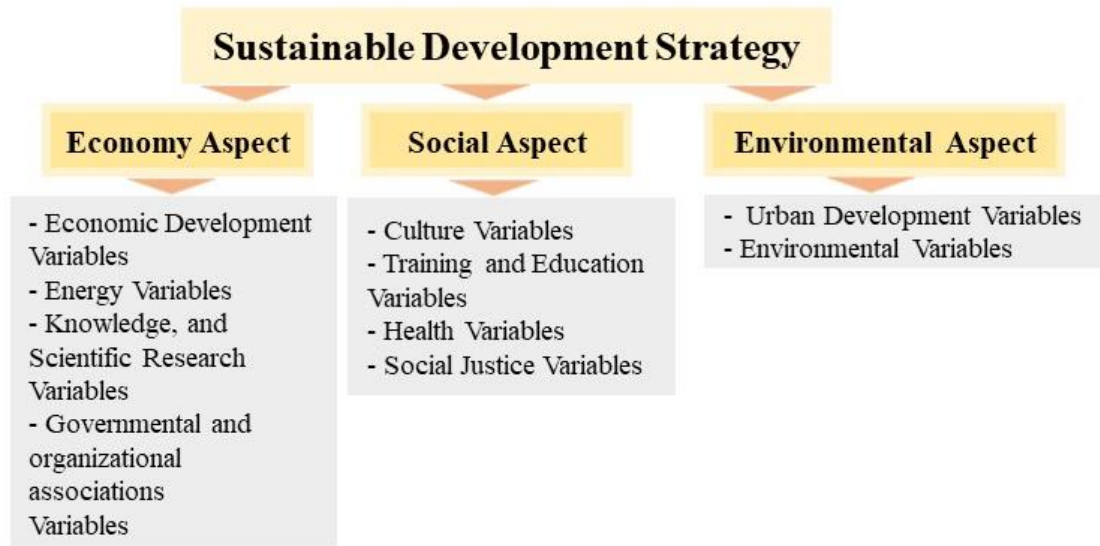 Sustainable Development Strategy
Economy Aspect
- Economic Development
Variables
- Energy Variables
- Knowledge, and
Scientific Research
Variables
- Governmental and
organizational
associations
Variables
Social Aspect
- Culture Variables
- Training and Education
Variables
- Health Variables
- Social Justice Variables
Environmental Aspect
- Urban Development Variables
- Environmental Variables